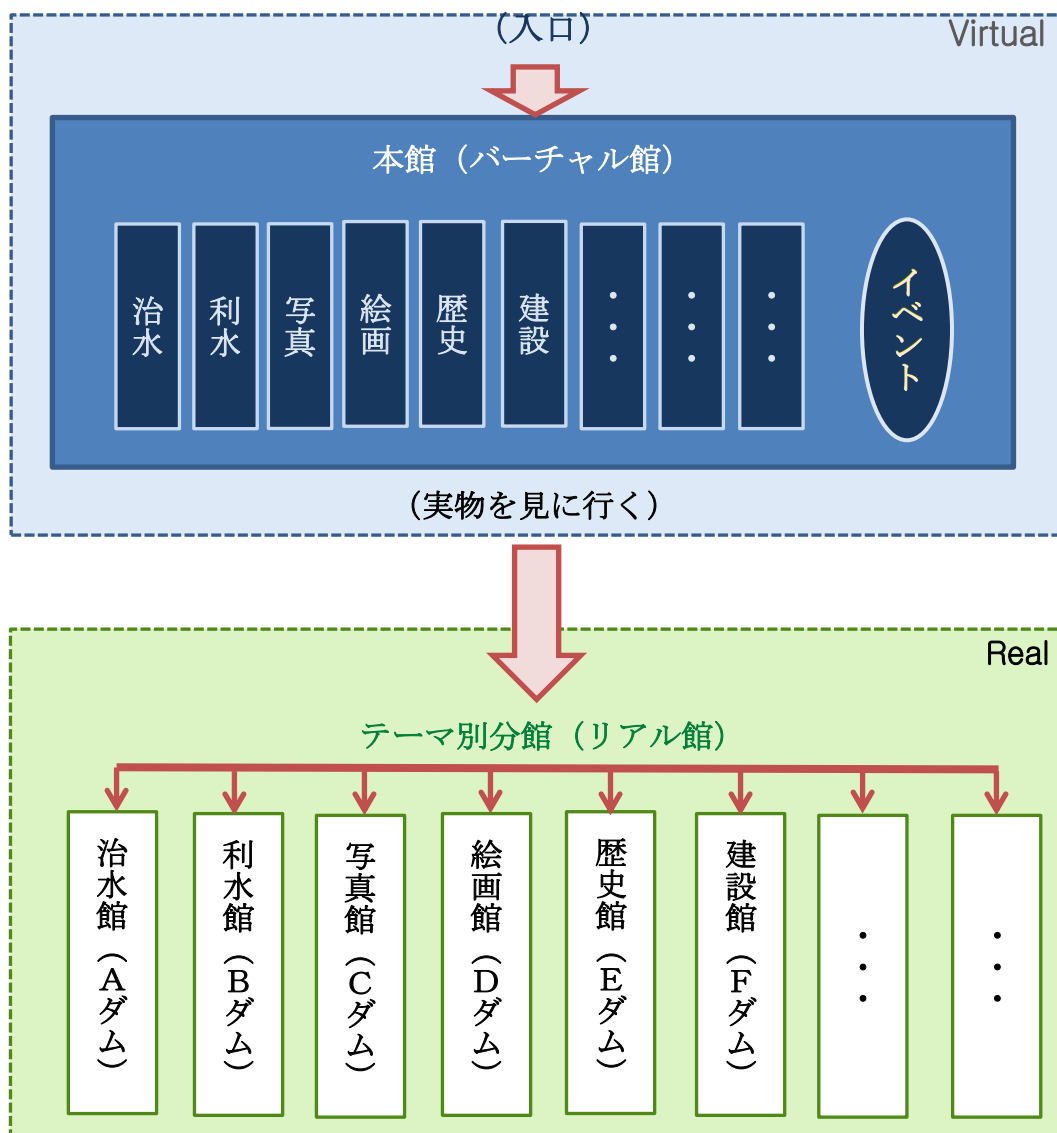 （入口）
Virtual
本館（バーチャル館）
治水
利水
写真
絵画
歴史
建設
・・・
・・・
・・・
イベント
（実物を見に行く）
Real
テーマ別分館（リアル館）
治水館（Aダム）
利水館（Bダム）
写真館（Cダム）
絵画館（Dダム）
歴史館（Eダム）
建設館（Fダム）
・・・
・・・